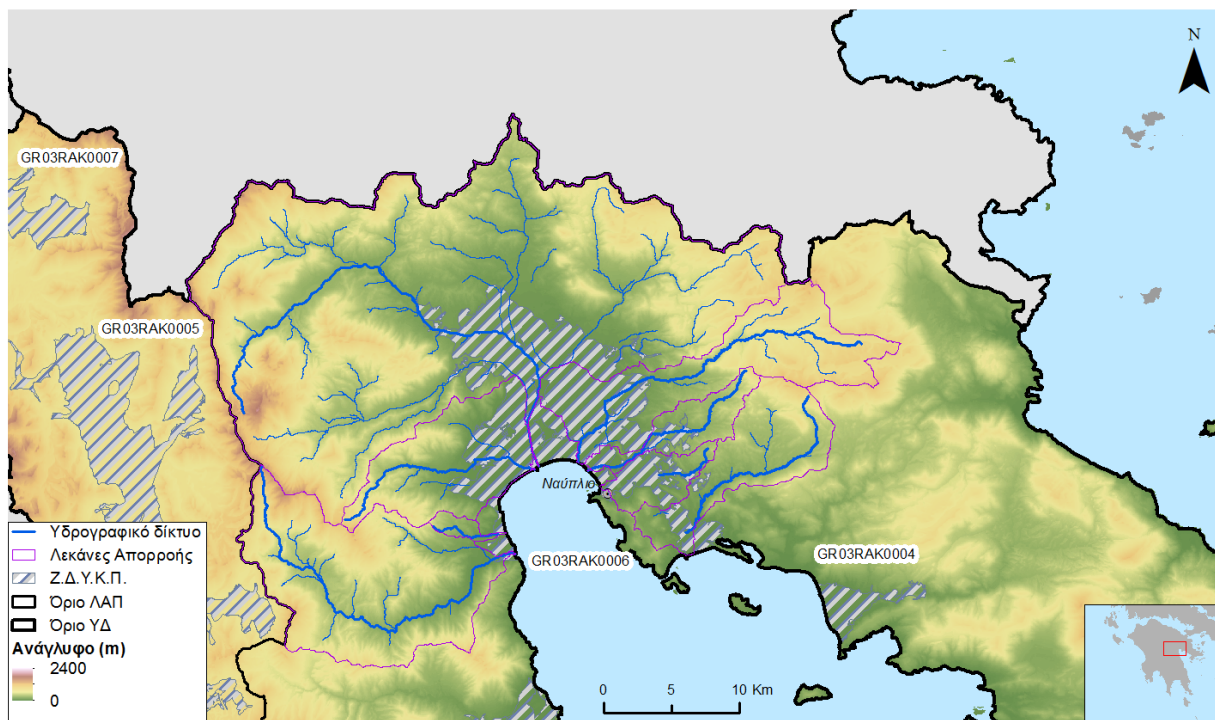 N
GR03RAK0007
GR03RAK0005
Ναύπλιο
GR03RAK0006
GR03RAK0004
Υδρογραφικό δίκτυο
Λεκάνες Απορροής
Ζ.Δ.Υ.Κ.Π.
Όριο ΛΑΠ
Όριο ΥΔ
Ανάγλυφο (m)
2400
0
0 5 10 Km